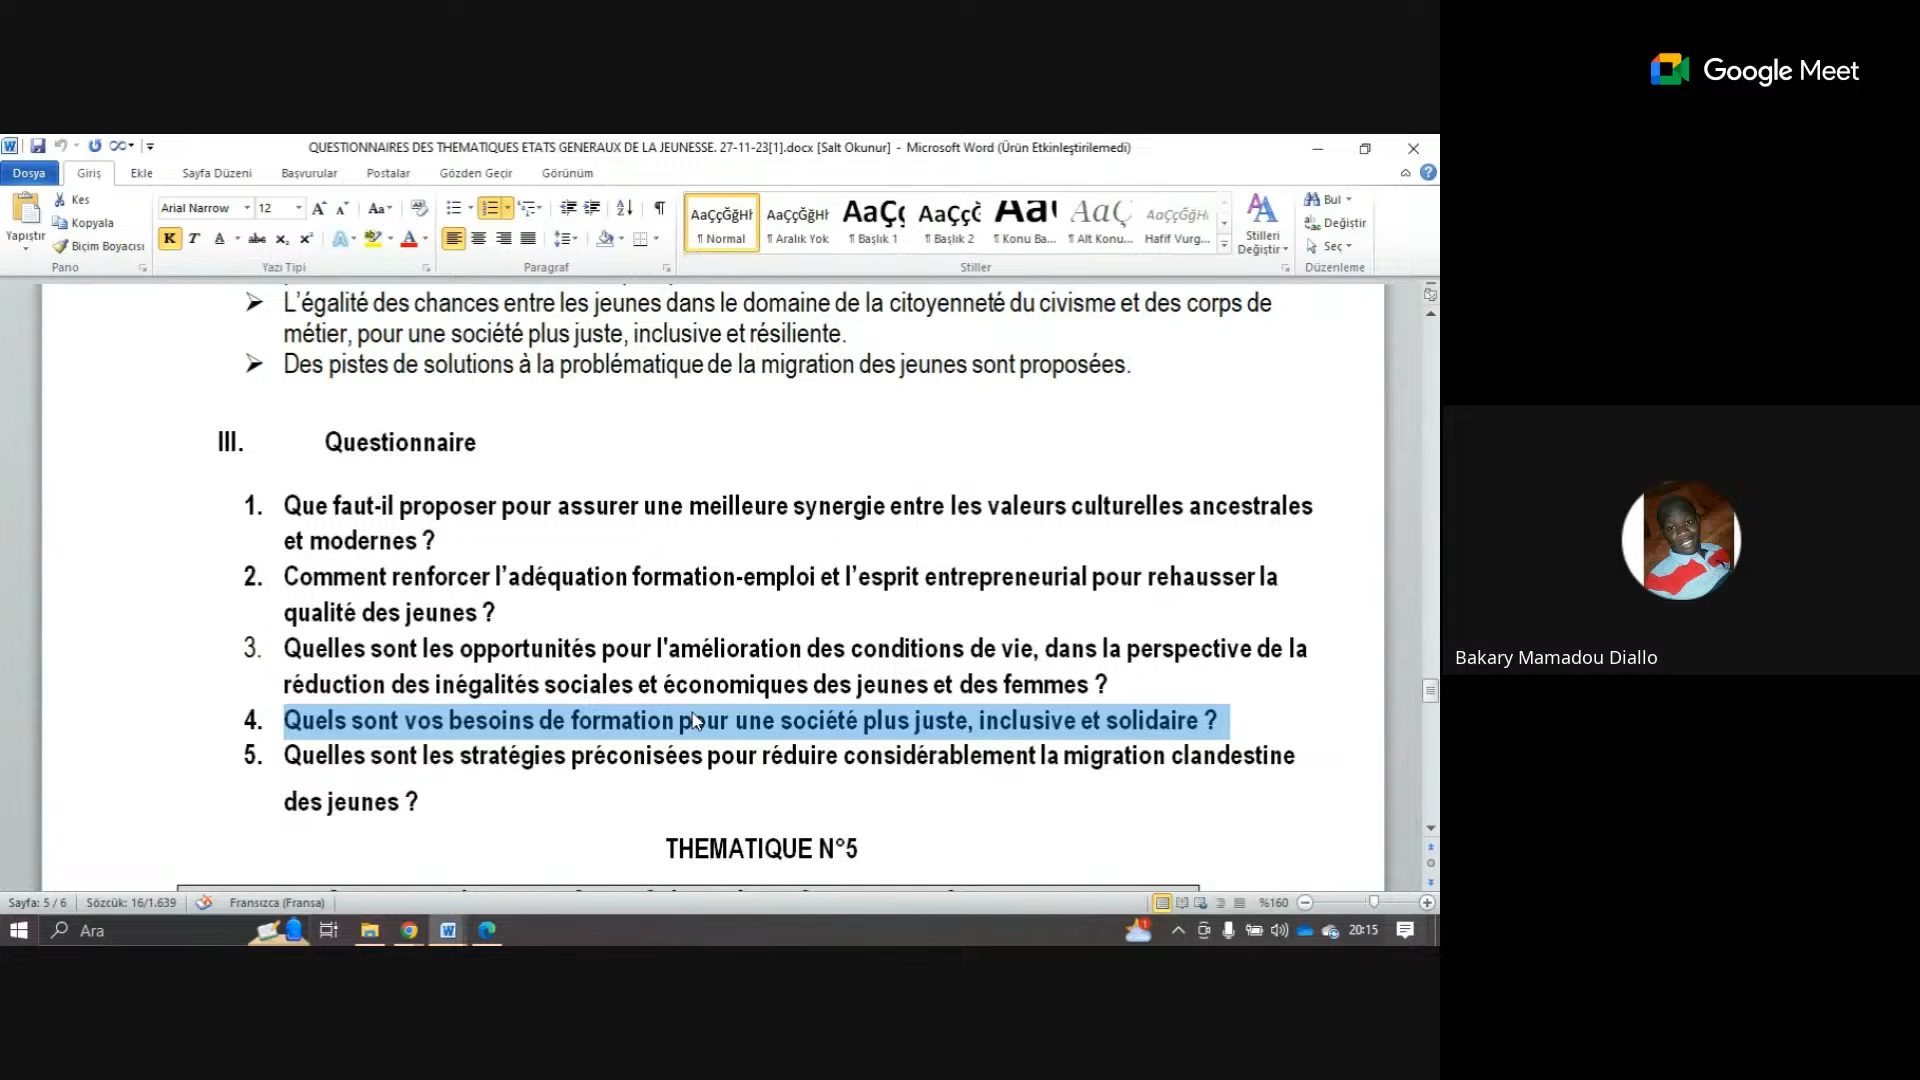 Google Meet
QUESTIONNAIRES DES THEMATIQUES ETATS GENERAUX DE LA JEUNESSE. 27-11-23[1].docx [Salt Okunur] - Microsoft Word (Ürün Etkinleştirilemedi)
Dosya Giriş Ekle Sayfa Düzeni Başvurular Postalar Gözden Geçir Görünüm
Yapıştır
Kes
Kopyala
Biçim Boyacısı
Pano
Arial Narrow 12
Yazı Tipi
Paragraf
¶ Normal ¶ Aralık Yok ¶ Başlık 1 ¶ Başlık 2 ¶ Konu Ba... ¶ Alt Konu... Hafif Vurg...
Stiller
Stilleri
Değiştir
Bul
Değiştir
Seç
Düzenleme
L’égalité des chances entre les jeunes dans le domaine de la citoyenneté du civisme et des corps de
métier, pour une société plus juste, inclusive et résiliente.
Des pistes de solutions à la problématique de la migration des jeunes sont proposées.
III. Questionnaire
1. Que faut-il proposer pour assurer une meilleure synergie entre les valeurs culturelles ancestrales
et modernes ?
2. Comment renforcer l’adéquation formation-emploi et l’esprit entrepreneurial pour rehausser la
qualité des jeunes ?
3. Quelles sont les opportunités pour l'amélioration des conditions de vie, dans la perspective de la
réduction des inégalités sociales et économiques des jeunes et des femmes ?
4. Quels sont vos besoins de formation pour une société plus juste, inclusive et solidaire ?
5. Quelles sont les stratégies préconisées pour réduire considérablement la migration clandestine
des jeunes ?
THEMATIQUE N°5
Sayfa: 5 / 6 Sözcük: 16/1.639 Fransızca (Fransa) %160
Ara 20:15
Bakary Mamadou Diallo